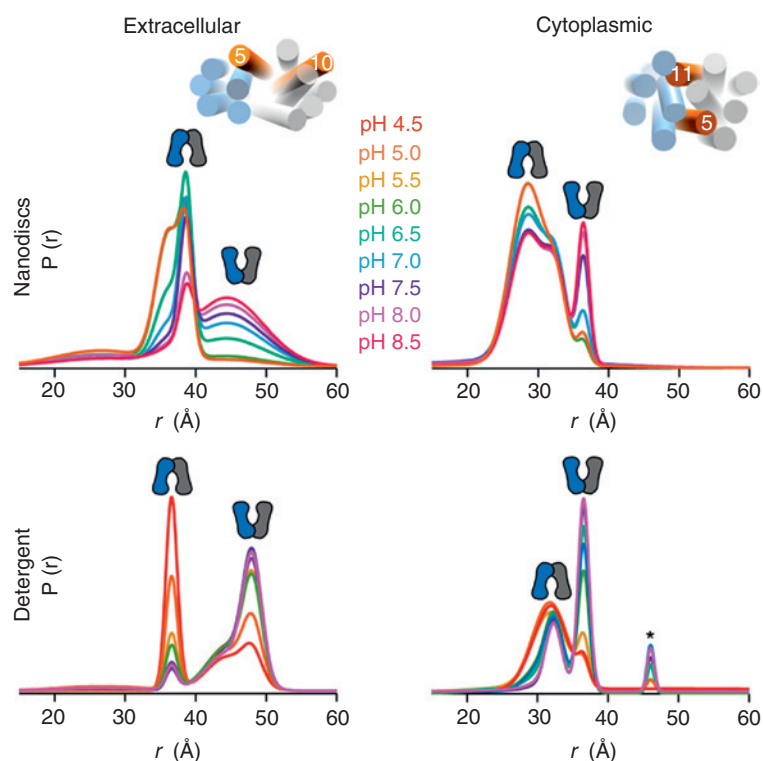 Extracellular
Cytoplasmic
5
10
11
5
pH 4.5
pH 5.0
pH 5.5
pH 6.0
pH 6.5
pH 7.0
pH 7.5
pH 8.0
pH 8.5
Nanodiscs
P (r)
20 30 40 50 60
r (Å)
20 30 40 50 60
r (Å)
Detergent
P (r)
*
20 30 40 50 60
r (Å)
20 30 40 50 60
r (Å)